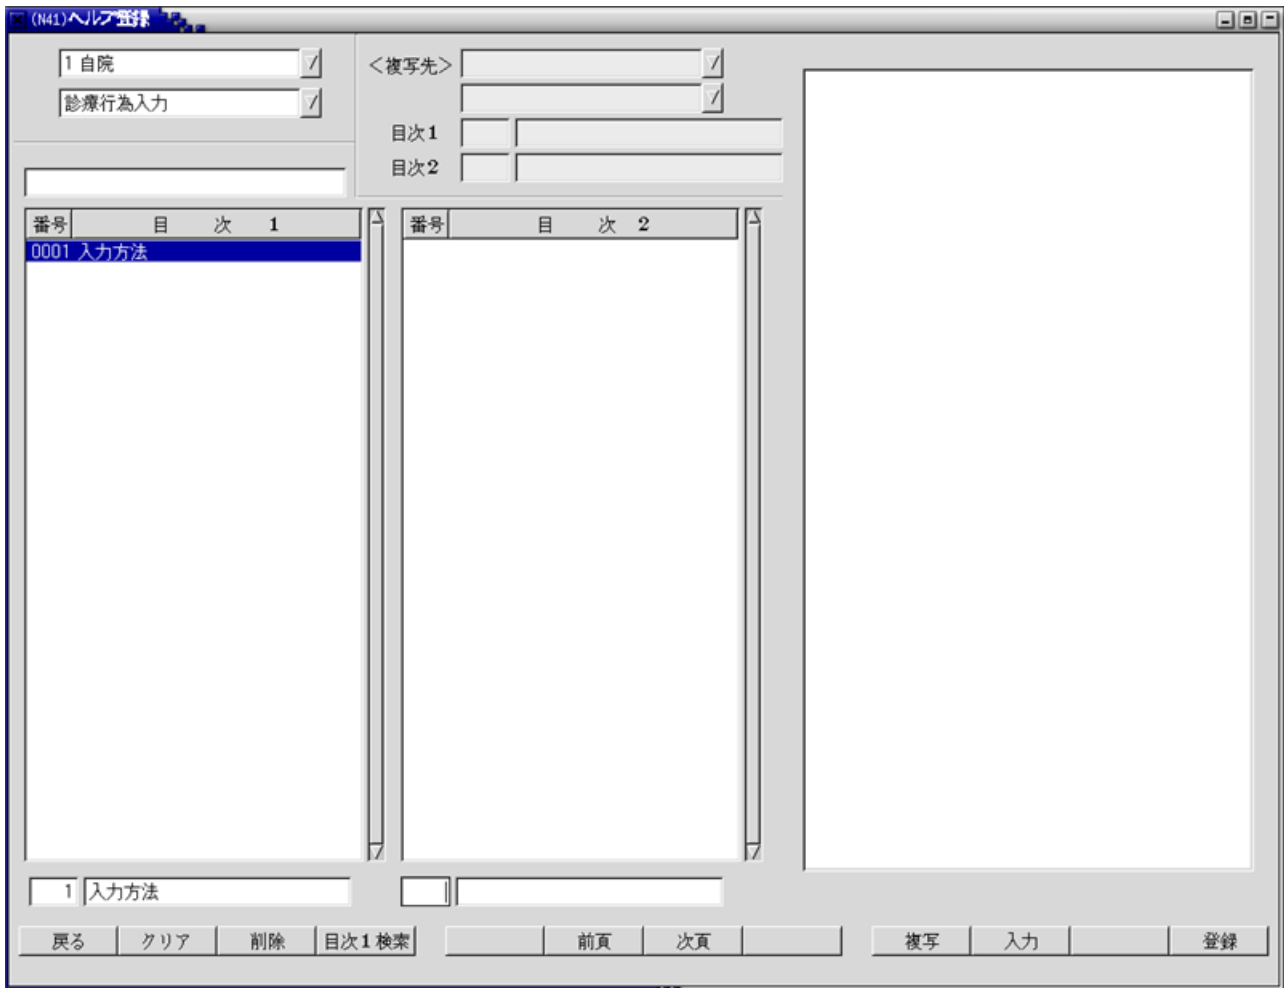 (N41)ヘルプ登録
1 自院
診療行為入力
<複写先>
目次1
目次2
番号 目 次 1
0001 入力方法
番号 目 次 2
1 入力方法
戻る クリア 削除 目次1検索 前頁 次頁 複写 入力 登録